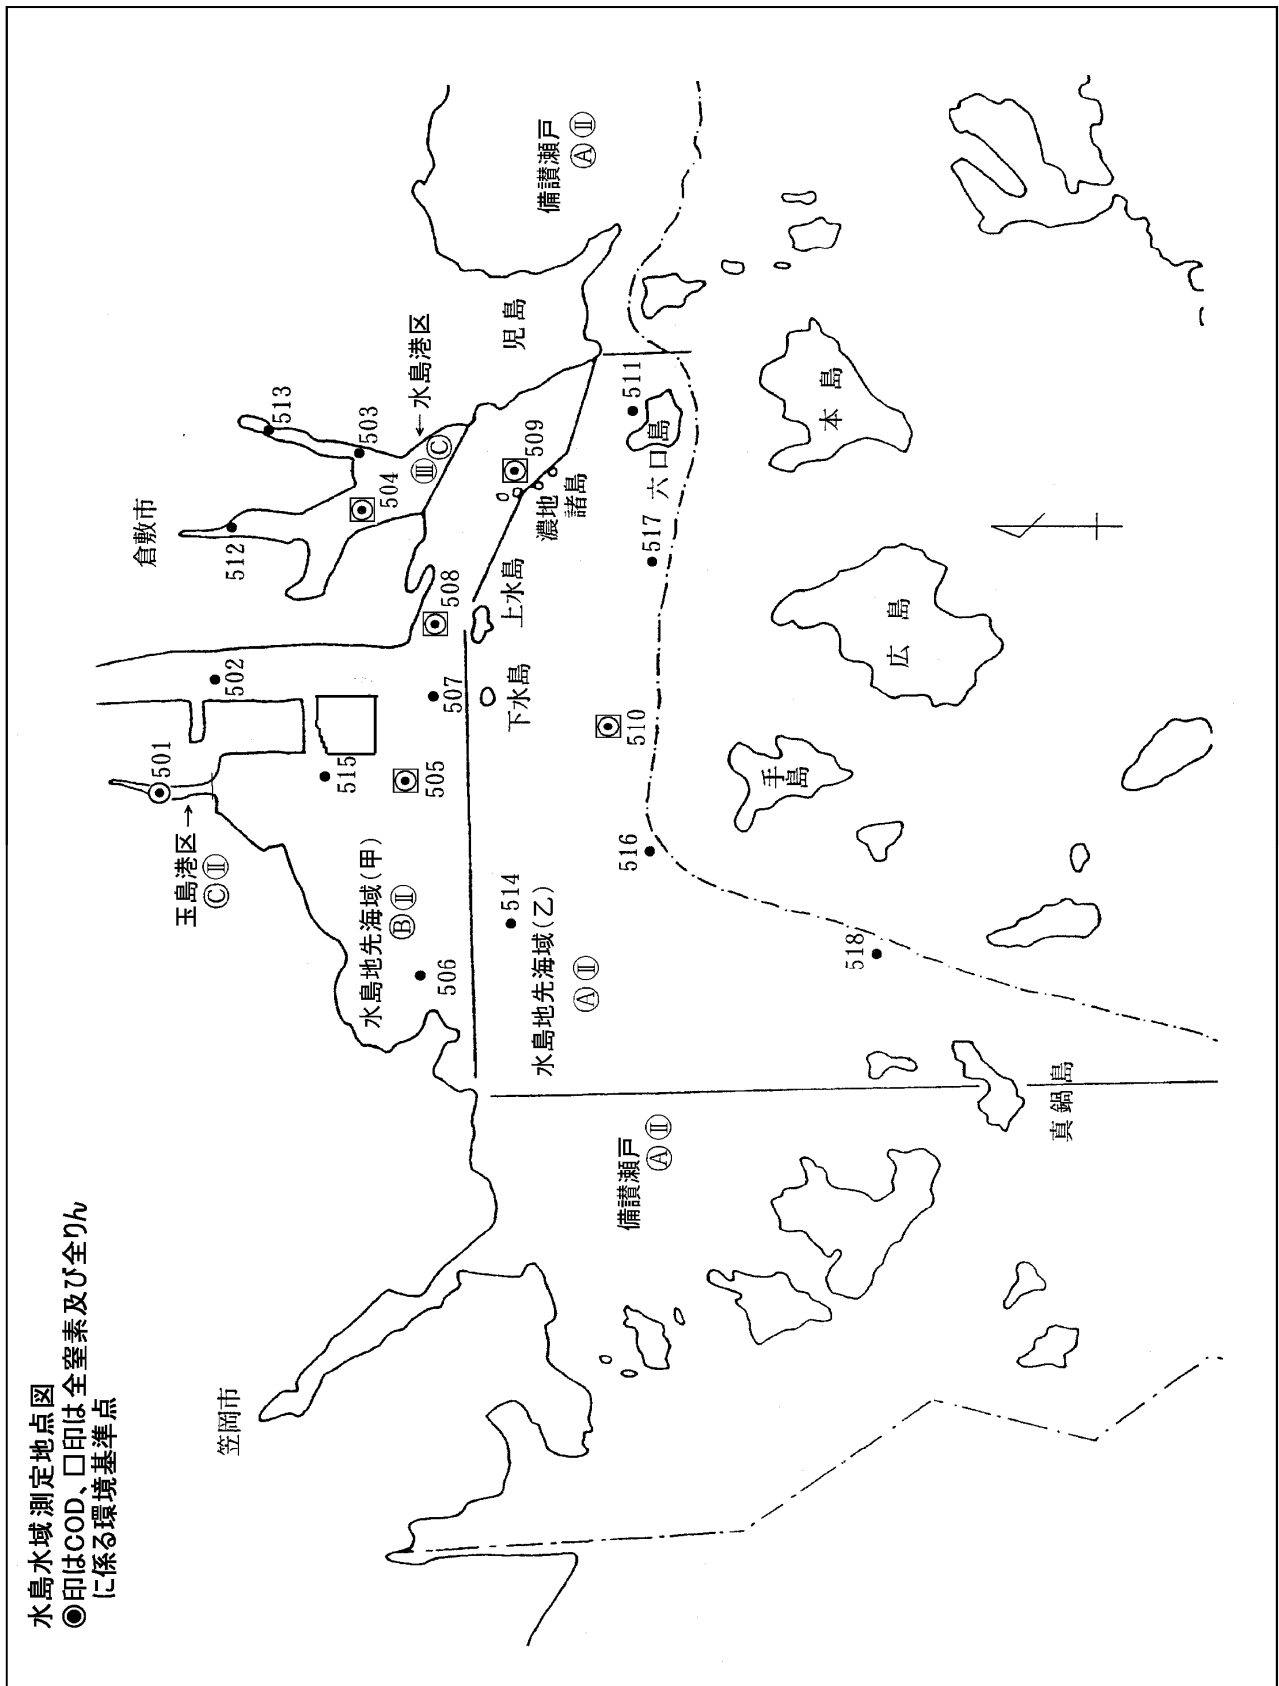 水島水域測定地点図
◉印はCOD、□印は全窒素及び全りん
に係る環境基準点
笠岡市
倉敷市
児島
備讃瀬戸
Ⓐ Ⅱ
水島港区
Ⅲ Ⓒ
玉島港区
Ⓒ Ⅱ
水島地先海域(甲)
Ⓑ Ⅱ
水島地先海域(乙)
Ⓐ Ⅱ
備讃瀬戸
Ⓐ Ⅱ
501
502
503
504
505
506
507
508
509
510
511
512
513
514
515
516
517
518
下水島
上水島
濃地
諸島
六口島
本島
広島
手島
真鍋島